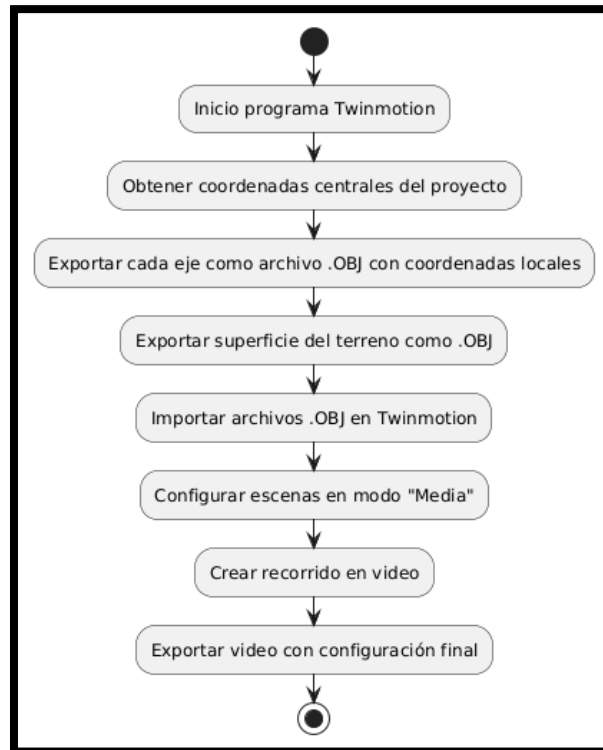 Inicio programa Twinmotion
Obtener coordenadas centrales del proyecto
Exportar cada eje como archivo .OBJ con coordenadas locales
Exportar superficie del terreno como .OBJ
Importar archivos .OBJ en Twinmotion
Configurar escenas en modo "Media"
Crear recorrido en video
Exportar video con configuración final